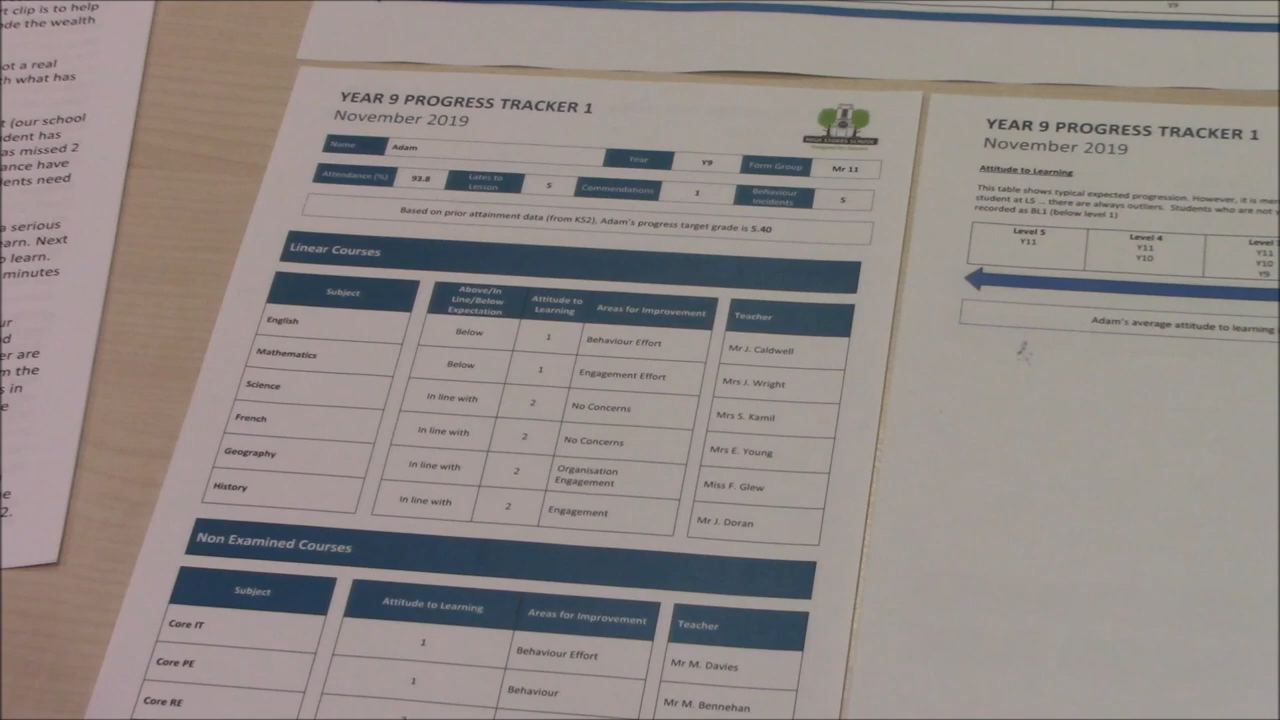 t clip is to help
de the wealth
ot a real
h what has
t (our school
dent has
as missed 2
ance have
ents need
a serious
earn. Next
o learn.
minutes
ur
d
er are
m the
s in
e
e
2.
Y9
YEAR 9 PROGRESS TRACKER 1
November 2019
Name Adam Year Y9 Form Group Mr 11
Attendance (%) 93.8 Lates to Lesson 5 Commendations 1 Behaviour Incidents 5
Based on prior attainment data (from KS2), Adam's progress target grade is 5.40
Linear Courses
Subject Above/In Line/Below Expectation Attitude to Learning Areas for Improvement Teacher
English Below 1 Behaviour Effort Mr J. Caldwell
Mathematics Below 1 Engagement Effort Mrs J. Wright
Science In line with 2 No Concerns Mrs S. Kamil
French In line with 2 No Concerns Mrs E. Young
Geography In line with 2 Organisation Engagement Miss F. Glew
History In line with 2 Engagement Mr J. Doran
Non Examined Courses
Subject Attitude to Learning Areas for Improvement Teacher
Core IT 1 Behaviour Effort Mr M. Davies
Core PE 1 Behaviour Mr M. Bennehan
Core RE
YEAR 9 PROGRESS TRACKER 1
November 2019
Attitude to Learning
This table shows typical expected progression. However, it is mer
student at L5 ... there are always outliers. Students who are not
recorded as BL1 (below level 1)
Level 5 Level 4 Level
Y11 Y11 Y11
Y10 Y10
Y9
Adam's average attitude to learning